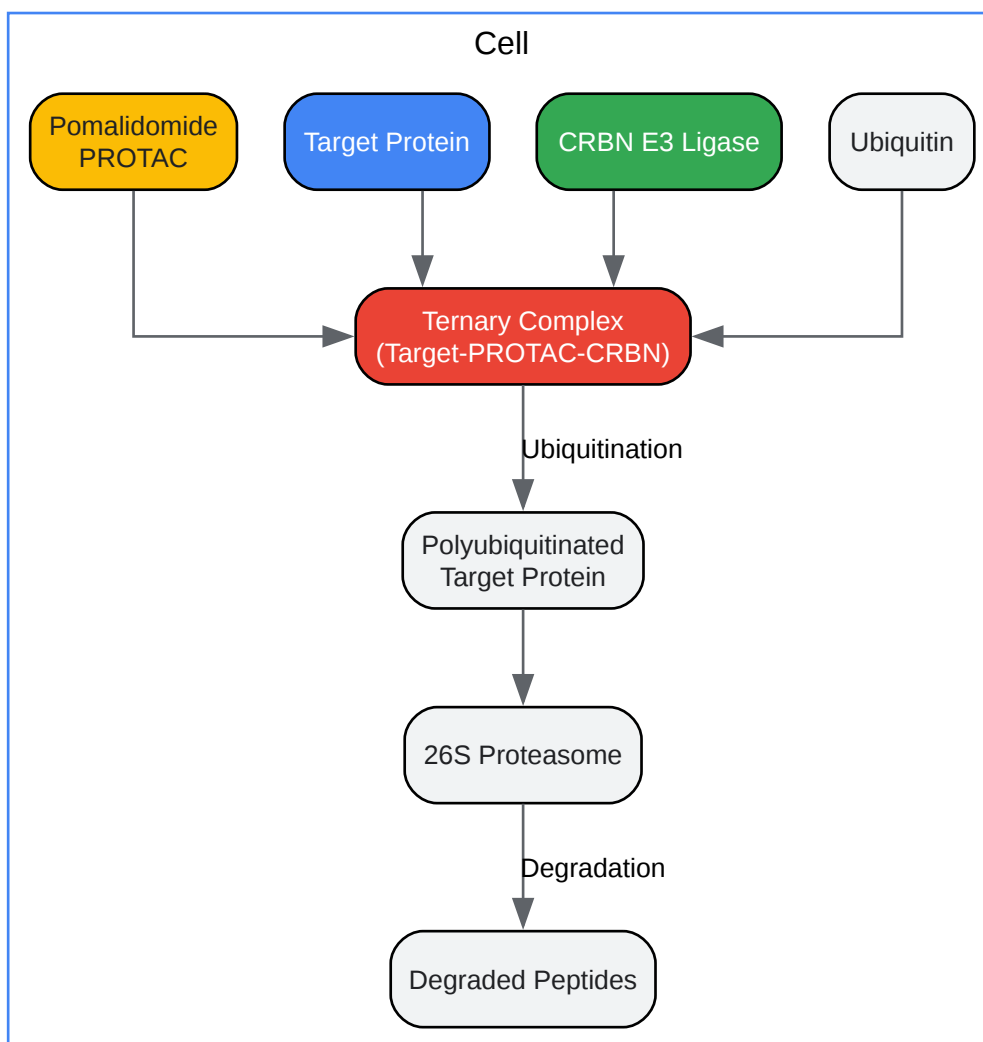 Cell
Pomalidomide
PROTAC
Target Protein
CRBN E3 Ligase
Ubiquitin
Ternary Complex
(Target-PROTAC-CRBN)
Ubiquitination
Polyubiquitinated
Target Protein
26S Proteasome
Degradation
Degraded Peptides